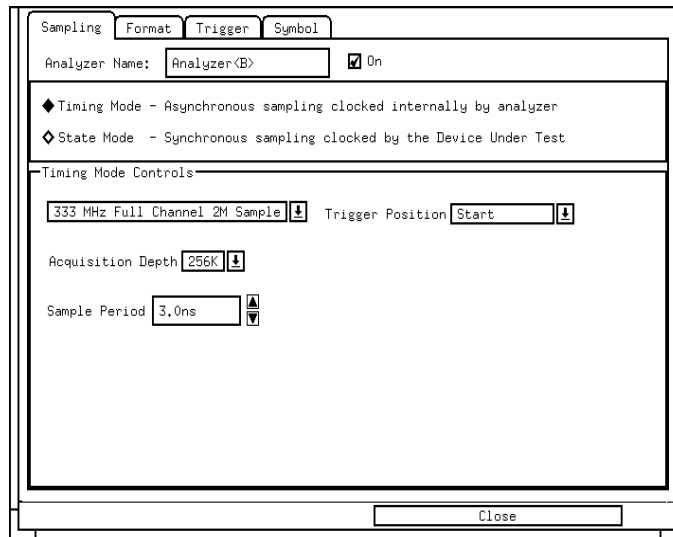 Sampling Format Trigger Symbol
Analyzer Name: Analyzer<B> On
Timing Mode - Asynchronous sampling clocked internally by analyzer
State Mode - Synchronous sampling clocked by the Device Under Test
Timing Mode Controls
333 MHz Full Channel 2M Sample Trigger Position Start
Acquisition Depth 256K
Sample Period 3.0ns
Close